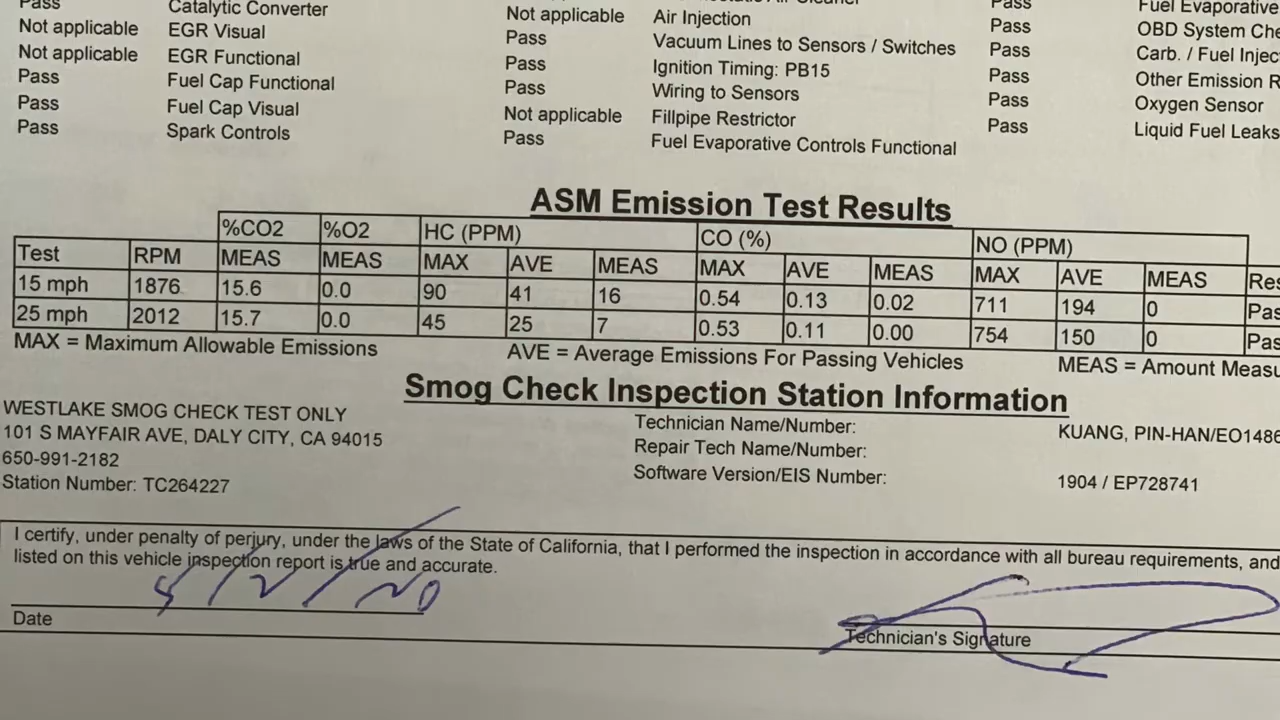 Pass Catalytic Converter Not applicable Air Injection Pass Fuel Evaporative
Not applicable EGR Visual Pass Vacuum Lines to Sensors / Switches Pass OBD System Che
Not applicable EGR Functional Pass Ignition Timing: PB15 Pass Carb. / Fuel Injec
Pass Fuel Cap Functional Pass Wiring to Sensors Pass Other Emission R
Pass Fuel Cap Visual Not applicable Fillpipe Restrictor Pass Oxygen Sensor
Pass Spark Controls Pass Fuel Evaporative Controls Functional Pass Liquid Fuel Leaks
ASM Emission Test Results
%CO2 %O2 HC (PPM) CO (%) NO (PPM)
Test RPM MEAS MEAS MAX AVE MEAS MAX AVE MEAS MAX AVE MEAS Res
15 mph 1876 15.6 0.0 90 41 16 0.54 0.13 0.02 711 194 0 Pas
25 mph 2012 15.7 0.0 45 25 7 0.53 0.11 0.00 754 150 0 Pas
MAX = Maximum Allowable Emissions AVE = Average Emissions For Passing Vehicles MEAS = Amount Measu
Smog Check Inspection Station Information
WESTLAKE SMOG CHECK TEST ONLY
101 S MAYFAIR AVE, DALY CITY, CA 94015
650-991-2182
Station Number: TC264227
Technician Name/Number: KUANG, PIN-HAN/EO1486
Repair Tech Name/Number:
Software Version/EIS Number: 1904 / EP728741
I certify, under penalty of perjury, under the laws of the State of California, that I performed the inspection in accordance with all bureau requirements, and
listed on this vehicle inspection report is true and accurate.
Date
Technician's Signature